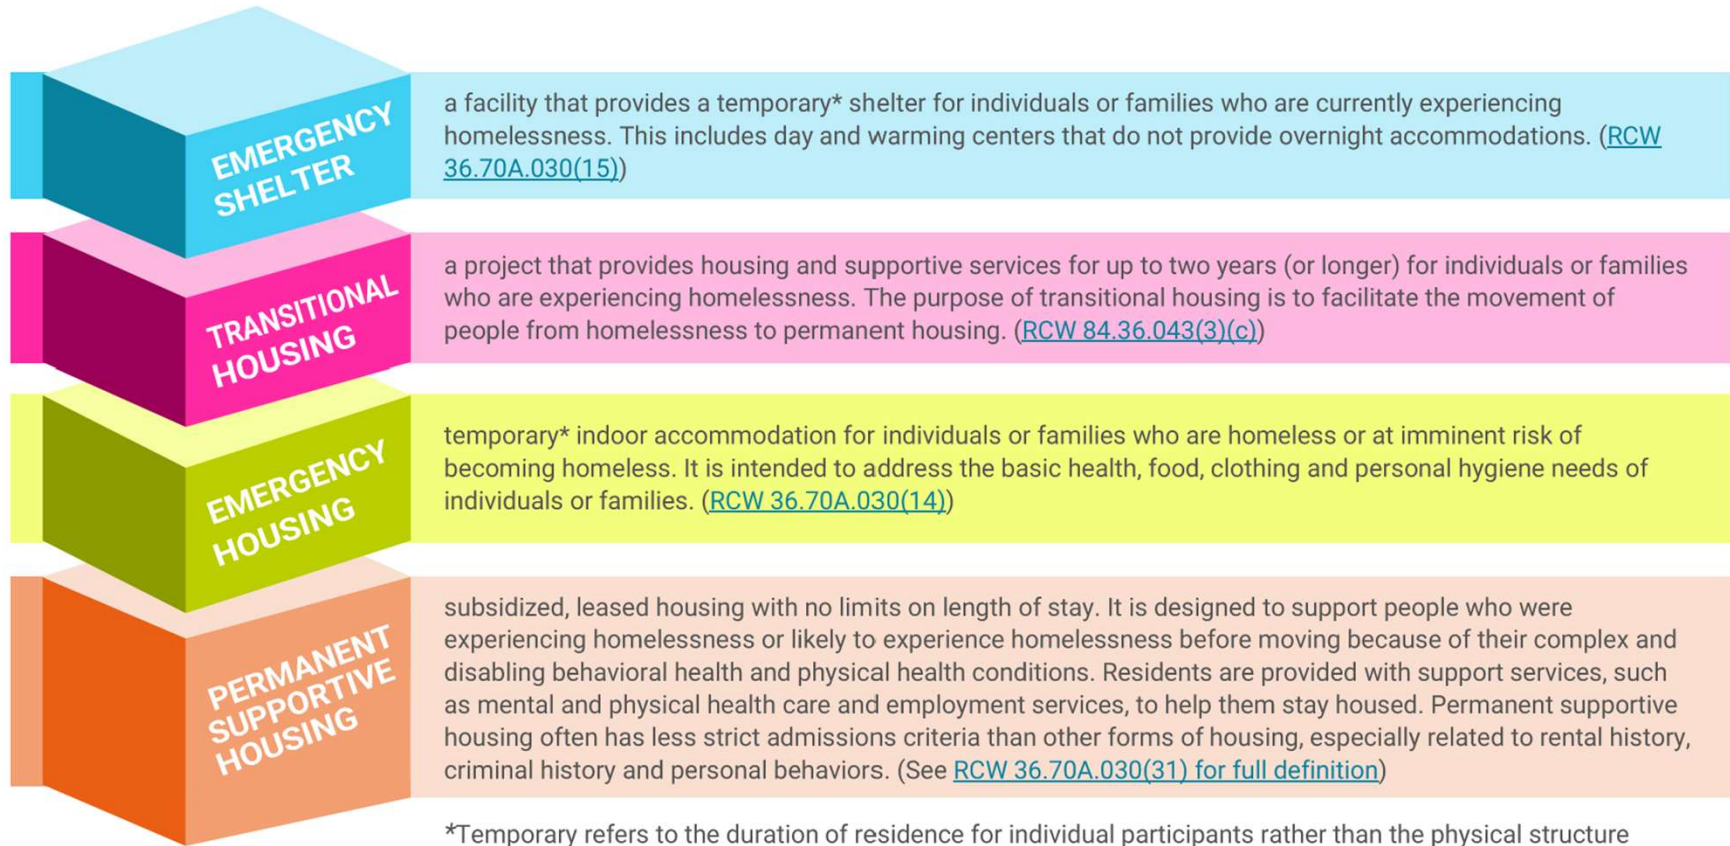 EMERGENCY
SHELTER
a facility that provides a temporary* shelter for individuals or families who are currently experiencing
homelessness. This includes day and warming centers that do not provide overnight accommodations. (RCW
36.70A.030(15))
TRANSITIONAL
HOUSING
a project that provides housing and supportive services for up to two years (or longer) for individuals or families
who are experiencing homelessness. The purpose of transitional housing is to facilitate the movement of
people from homelessness to permanent housing. (RCW 84.36.043(3)(c))
EMERGENCY
HOUSING
temporary* indoor accommodation for individuals or families who are homeless or at imminent risk of
becoming homeless. It is intended to address the basic health, food, clothing and personal hygiene needs of
individuals or families. (RCW 36.70A.030(14))
PERMANENT
SUPPORTIVE
HOUSING
subsidized, leased housing with no limits on length of stay. It is designed to support people who were
experiencing homelessness or likely to experience homelessness before moving because of their complex and
disabling behavioral health and physical health conditions. Residents are provided with support services, such
as mental and physical health care and employment services, to help them stay housed. Permanent supportive
housing often has less strict admissions criteria than other forms of housing, especially related to rental history,
criminal history and personal behaviors. (See RCW 36.70A.030(31) for full definition)
*Temporary refers to the duration of residence for individual participants rather than the physical structure